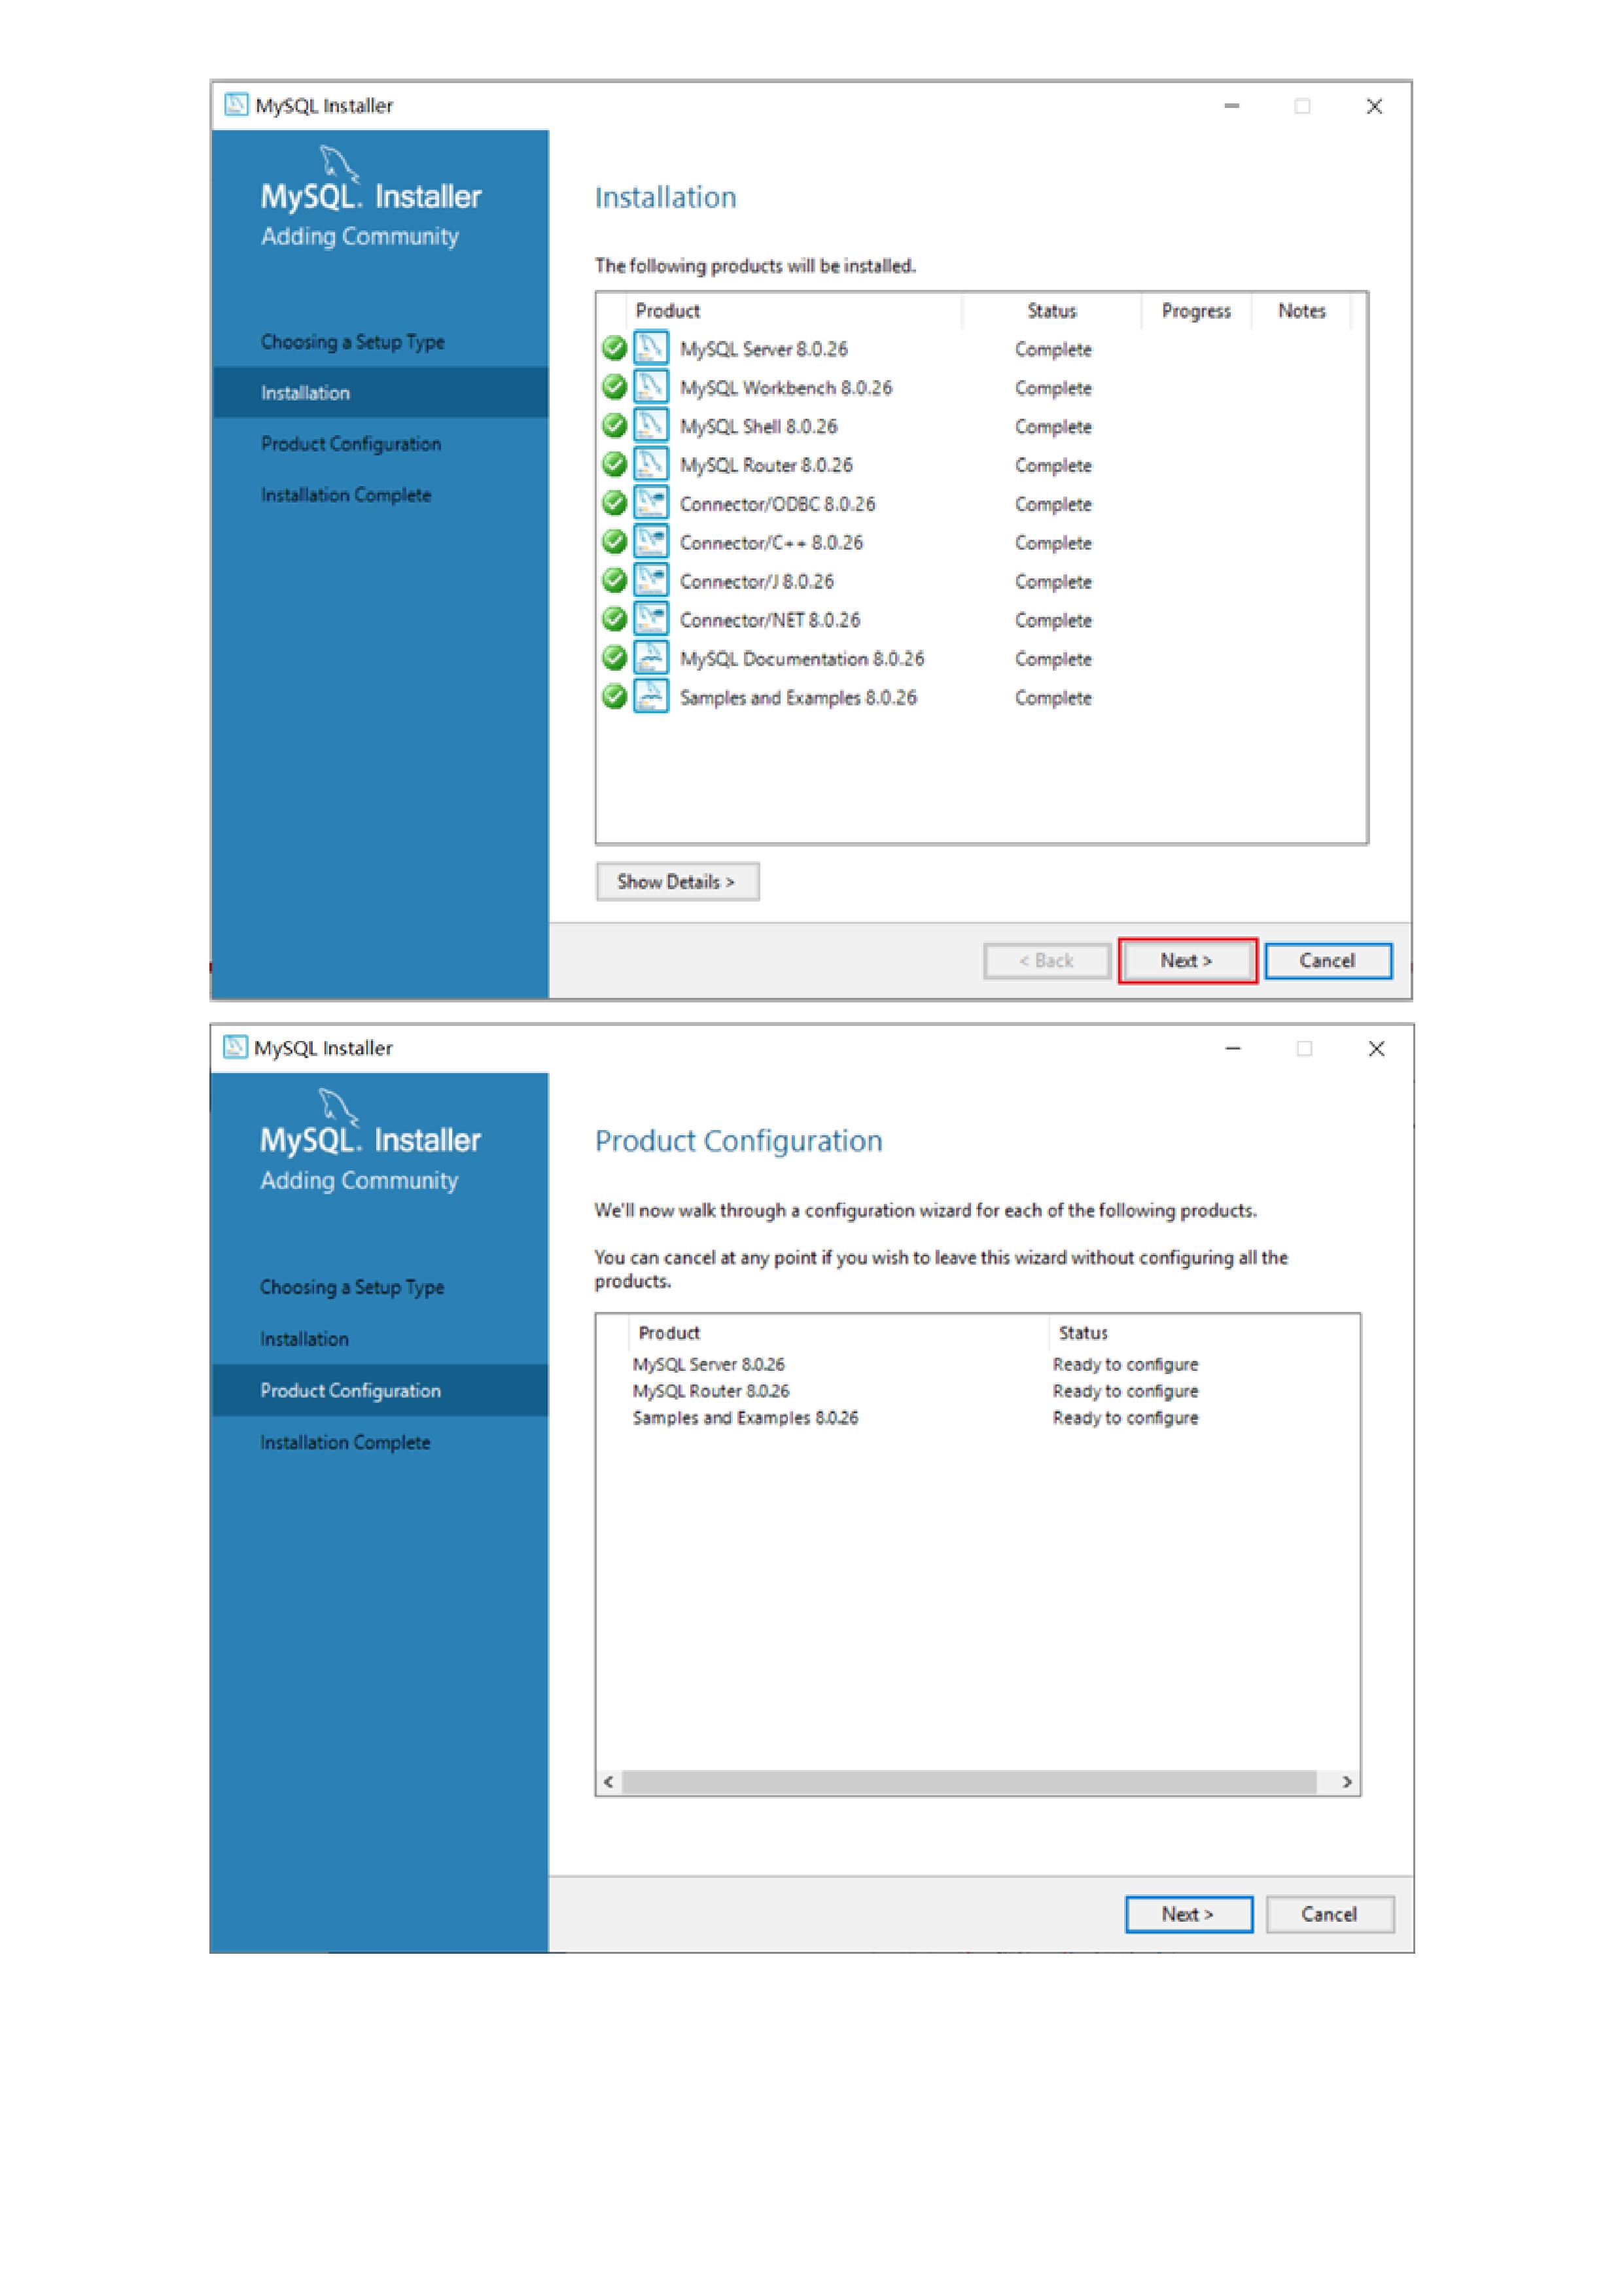 MySQL Installer
MySQL. Installer
Adding Community
Choosing a Setup Type
Installation
Product Configuration
Installation Complete
Installation
The following products will be installed.
Product Status Progress Notes
MySQL Server 8.0.26 Complete
MySQL Workbench 8.0.26 Complete
MySQL Shell 8.0.26 Complete
MySQL Router 8.0.26 Complete
Connector/ODBC 8.0.26 Complete
Connector/C++ 8.0.26 Complete
Connector/J 8.0.26 Complete
Connector/NET 8.0.26 Complete
MySQL Documentation 8.0.26 Complete
Samples and Examples 8.0.26 Complete
Show Details >
< Back Next > Cancel
MySQL Installer
MySQL. Installer
Adding Community
Choosing a Setup Type
Installation
Product Configuration
Installation Complete
Product Configuration
We'll now walk through a configuration wizard for each of the following products.
You can cancel at any point if you wish to leave this wizard without configuring all the
products.
Product Status
MySQL Server 8.0.26 Ready to configure
MySQL Router 8.0.26 Ready to configure
Samples and Examples 8.0.26 Ready to configure
Next > Cancel